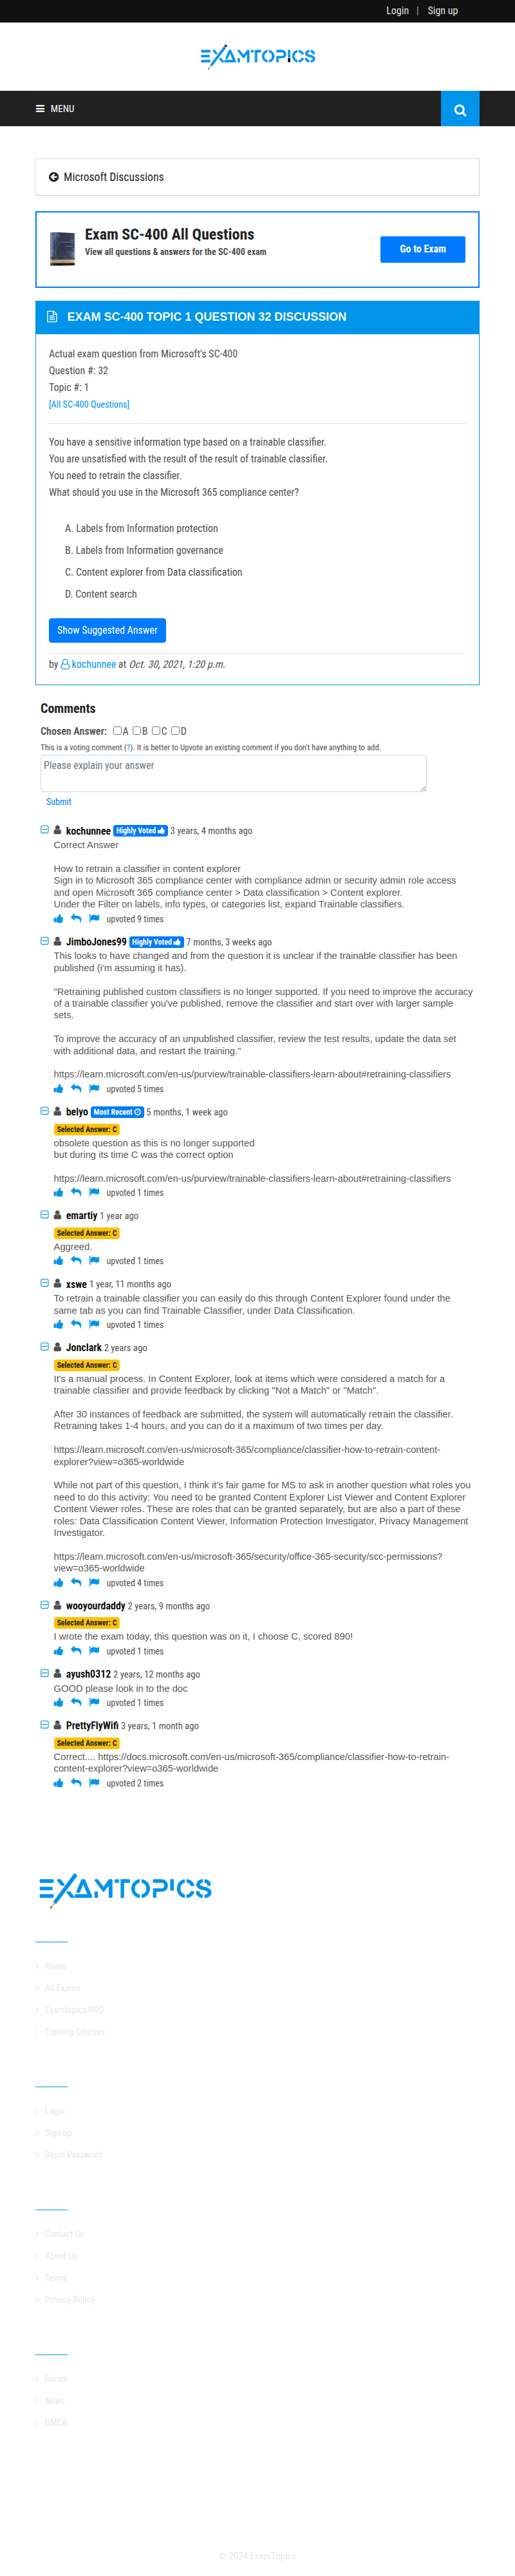 Login | Sign up
EXAMTOPICS
MENU
Microsoft Discussions
Exam SC-400 All Questions
View all questions & answers for the SC-400 exam
Go to Exam
EXAM SC-400 TOPIC 1 QUESTION 32 DISCUSSION
Actual exam question from Microsoft's SC-400
Question #: 32
Topic #: 1
[All SC-400 Questions]
You have a sensitive information type based on a trainable classifier.
You are unsatisfied with the result of the result of trainable classifier.
You need to retrain the classifier.
What should you use in the Microsoft 365 compliance center?
A. Labels from Information protection
B. Labels from Information governance
C. Content explorer from Data classification
D. Content search
Show Suggested Answer
by kochunnee at Oct. 30, 2021, 1:20 p.m.
Comments
Chosen Answer: A B C D
This is a voting comment (?). It is better to Upvote an existing comment if you don't have anything to add.
Please explain your answer
Submit
kochunnee Highly Voted 3 years, 4 months ago
Correct Answer
How to retrain a classifier in content explorer
Sign in to Microsoft 365 compliance center with compliance admin or security admin role access
and open Microsoft 365 compliance center > Data classification > Content explorer.
Under the Filter on labels, info types, or categories list, expand Trainable classifiers.
upvoted 9 times
JimboJones99 Highly Voted 7 months, 3 weeks ago
This looks to have changed and from the question it is unclear if the trainable classifier has been
published (i'm assuming it has).
"Retraining published custom classifiers is no longer supported. If you need to improve the accuracy
of a trainable classifier you've published, remove the classifier and start over with larger sample
sets.
To improve the accuracy of an unpublished classifier, review the test results, update the data set
with additional data, and restart the training."
https://learn.microsoft.com/en-us/purview/trainable-classifiers-learn-about#retraining-classifiers
upvoted 5 times
belyo Most Recent 5 months, 1 week ago
Selected Answer: C
obsolete question as this is no longer supported
but during its time C was the correct option
https://learn.microsoft.com/en-us/purview/trainable-classifiers-learn-about#retraining-classifiers
upvoted 1 times
emartiy 1 year ago
Selected Answer: C
Aggreed.
upvoted 1 times
xswe 1 year, 11 months ago
To retrain a trainable classifier you can easily do this through Content Explorer found under the
same tab as you can find Trainable Classifier, under Data Classification.
upvoted 1 times
Jonclark 2 years ago
Selected Answer: C
It's a manual process. In Content Explorer, look at items which were considered a match for a
trainable classifier and provide feedback by clicking "Not a Match" or "Match".
After 30 instances of feedback are submitted, the system will automatically retrain the classifier.
Retraining takes 1-4 hours, and you can do it a maximum of two times per day.
https://learn.microsoft.com/en-us/microsoft-365/compliance/classifier-how-to-retrain-content-
explorer?view=o365-worldwide
While not part of this question, I think it's fair game for MS to ask in another question what roles you
need to do this activity: You need to be granted Content Explorer List Viewer and Content Explorer
Content Viewer roles. These are roles that can be granted separately, but are also a part of these
roles: Data Classification Content Viewer, Information Protection Investigator, Privacy Management
Investigator.
https://learn.microsoft.com/en-us/microsoft-365/security/office-365-security/scc-permissions?
view=o365-worldwide
upvoted 4 times
wooyourdaddy 2 years, 9 months ago
Selected Answer: C
I wrote the exam today, this question was on it, I choose C, scored 890!
upvoted 1 times
ayush0312 2 years, 12 months ago
GOOD please look in to the doc
upvoted 1 times
PrettyFlyWifi 3 years, 1 month ago
Selected Answer: C
Correct.... https://docs.microsoft.com/en-us/microsoft-365/compliance/classifier-how-to-retrain-
content-explorer?view=o365-worldwide
upvoted 2 times
EXAMTOPICS
Home
All Exams
Examtopics PRO
Training Courses
Login
Sign up
Reset Password
Contact Us
About Us
Terms
Privacy Policy
Forum
News
DMCA
© 2024 ExamTopics